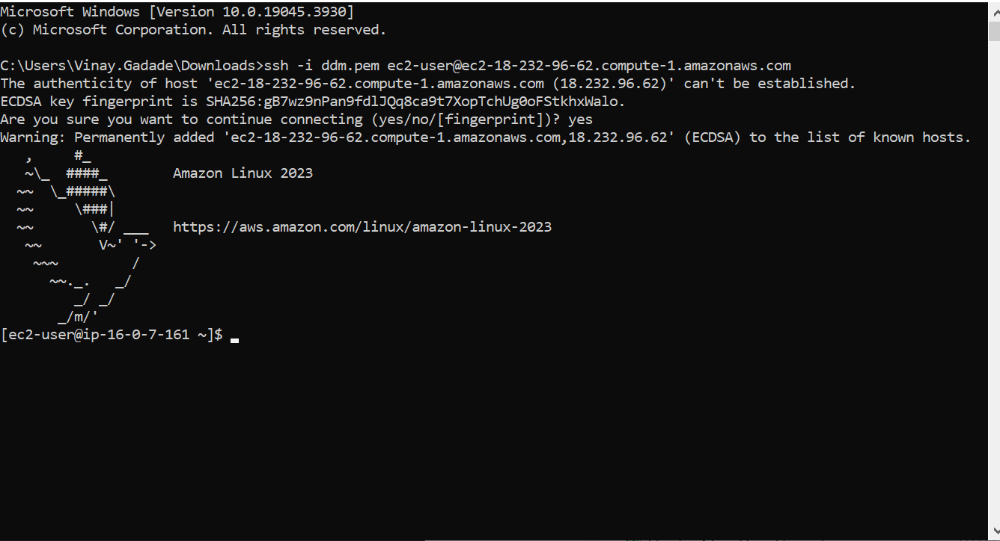 Microsoft Windows [Version 10.0.19045.3930]
(c) Microsoft Corporation. All rights reserved.

C:\Users\Vinay.Gadade\Downloads>ssh -i ddm.pem ec2-user@ec2-18-232-96-62.compute-1.amazonaws.com
The authenticity of host 'ec2-18-232-96-62.compute-1.amazonaws.com (18.232.96.62)' can't be established.
ECDSA key fingerprint is SHA256:gB7wz9nPan9fdlJQq8ca9t7XopTchUg0oFStkhxWalo.
Are you sure you want to continue connecting (yes/no/[fingerprint])? yes
Warning: Permanently added 'ec2-18-232-96-62.compute-1.amazonaws.com,18.232.96.62' (ECDSA) to the list of known hosts.
   ,     #_
   ~\_  ####_        Amazon Linux 2023
  ~~  \_#####\
  ~~     \###|
  ~~       \#/ ___   https://aws.amazon.com/linux/amazon-linux-2023
   ~~       V~' '->
    ~~~         /
      ~~._.   _/
         _/ _/
       _/m/'
[ec2-user@ip-16-0-7-161 ~]$